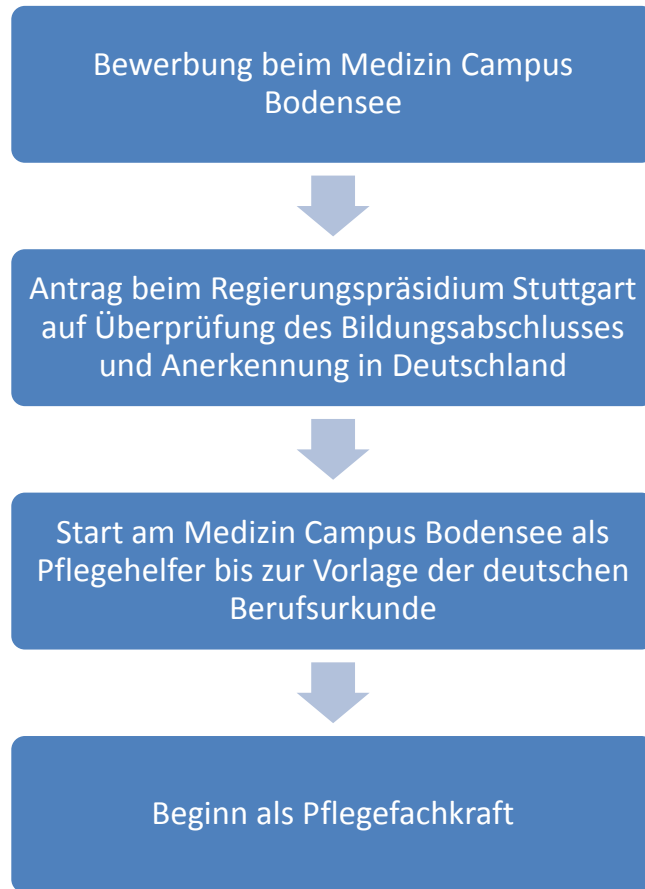 Bewerbung beim Medizin Campus
Bodensee
Antrag beim Regierungspräsidium Stuttgart
auf Überprüfung des Bildungsabschlusses
und Anerkennung in Deutschland
Start am Medizin Campus Bodensee als
Pflegehelfer bis zur Vorlage der deutschen
Berufsurkunde
Beginn als Pflegefachkraft